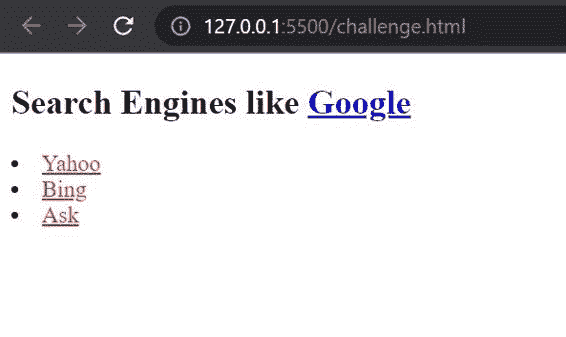 127.0.0.1:5500/challenge.html
Search Engines like Google
Yahoo
Bing
Ask